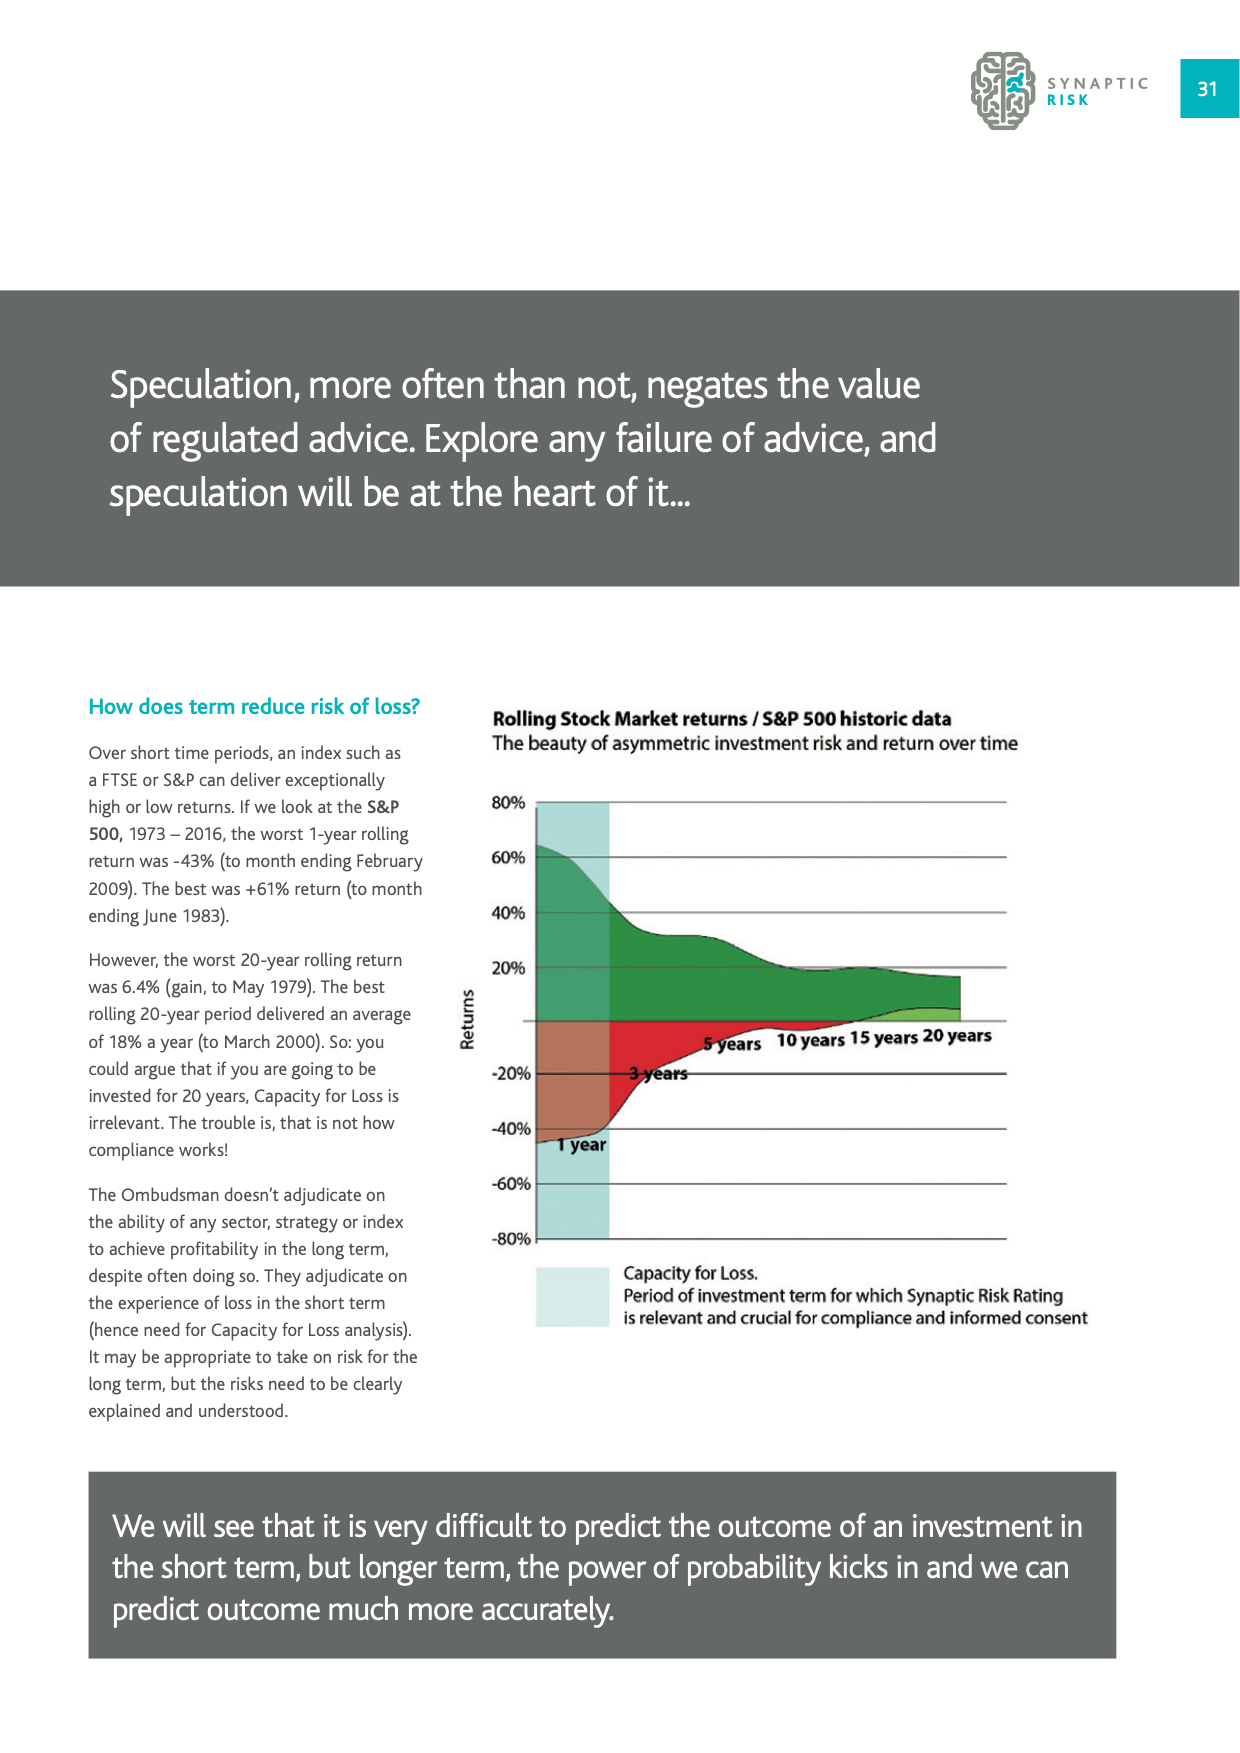 SYNAPTIC
RISK
31
Speculation, more often than not, negates the value
of regulated advice. Explore any failure of advice, and
speculation will be at the heart of it...
How does term reduce risk of loss?
Over short time periods, an index such as
a FTSE or S&P can deliver exceptionally
high or low returns. If we look at the S&P
500, 1973 – 2016, the worst 1-year rolling
return was -43% (to month ending February
2009). The best was +61% return (to month
ending June 1983).
However, the worst 20-year rolling return
was 6.4% (gain, to May 1979). The best
rolling 20-year period delivered an average
of 18% a year (to March 2000). So: you
could argue that if you are going to be
invested for 20 years, Capacity for Loss is
irrelevant. The trouble is, that is not how
compliance works!
The Ombudsman doesn't adjudicate on
the ability of any sector, strategy or index
to achieve profitability in the long term,
despite often doing so. They adjudicate on
the experience of loss in the short term
(hence need for Capacity for Loss analysis).
It may be appropriate to take on risk for the
long term, but the risks need to be clearly
explained and understood.
Rolling Stock Market returns / S&P 500 historic data
The beauty of asymmetric investment risk and return over time
80%
60%
40%
20%
Returns
-20%
-40%
-60%
-80%
1 year
3 years
5 years
10 years
15 years
20 years
Capacity for Loss.
Period of investment term for which Synaptic Risk Rating
is relevant and crucial for compliance and informed consent
We will see that it is very difficult to predict the outcome of an investment in
the short term, but longer term, the power of probability kicks in and we can
predict outcome much more accurately.